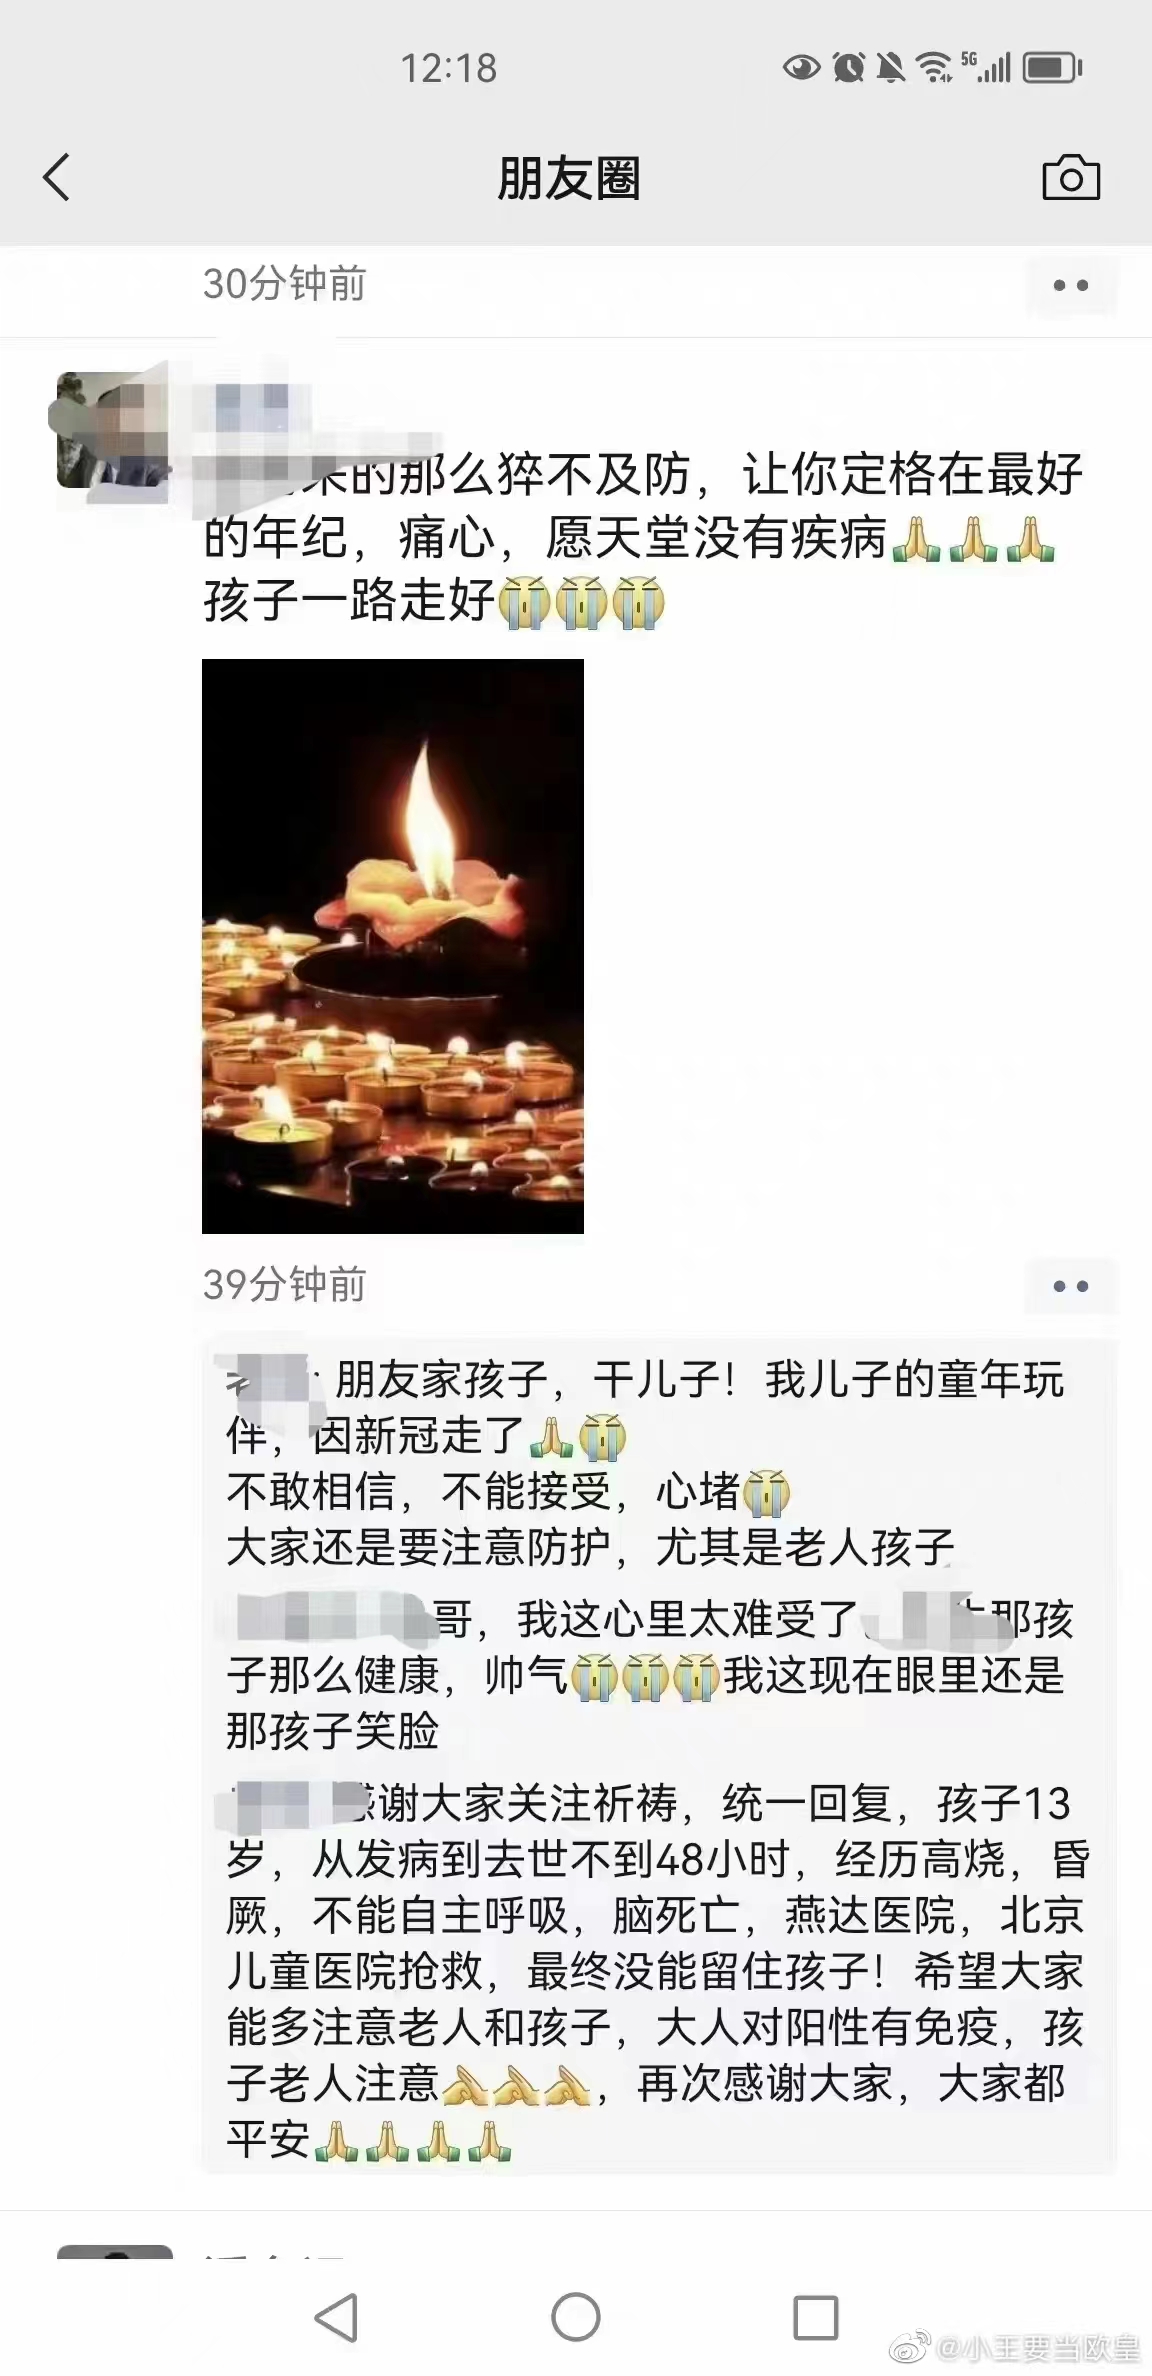 12:18
5G
朋友圈
30分钟前
来的那么猝不及防，让你定格在最好
的年纪，痛心，愿天堂没有疾病🙏🙏🙏
孩子一路走好😭😭😭
39分钟前
朋友家孩子，干儿子！我儿子的童年玩
伴，因新冠走了🙏😭
不敢相信，不能接受，心堵😭
大家还是要注意防护，尤其是老人孩子
哥，我这心里太难受了 那孩
子那么健康，帅气😭😭😭我这现在眼里还是
那孩子笑脸
感谢大家关注祈祷，统一回复，孩子13
岁，从发病到去世不到48小时，经历高烧，昏
厥，不能自主呼吸，脑死亡，燕达医院，北京
儿童医院抢救，最终没能留住孩子！希望大家
能多注意老人和孩子，大人对阳性有免疫，孩
子老人注意，再次感谢大家，大家都
平安🙏🙏🙏🙏
@小王要当欧皇